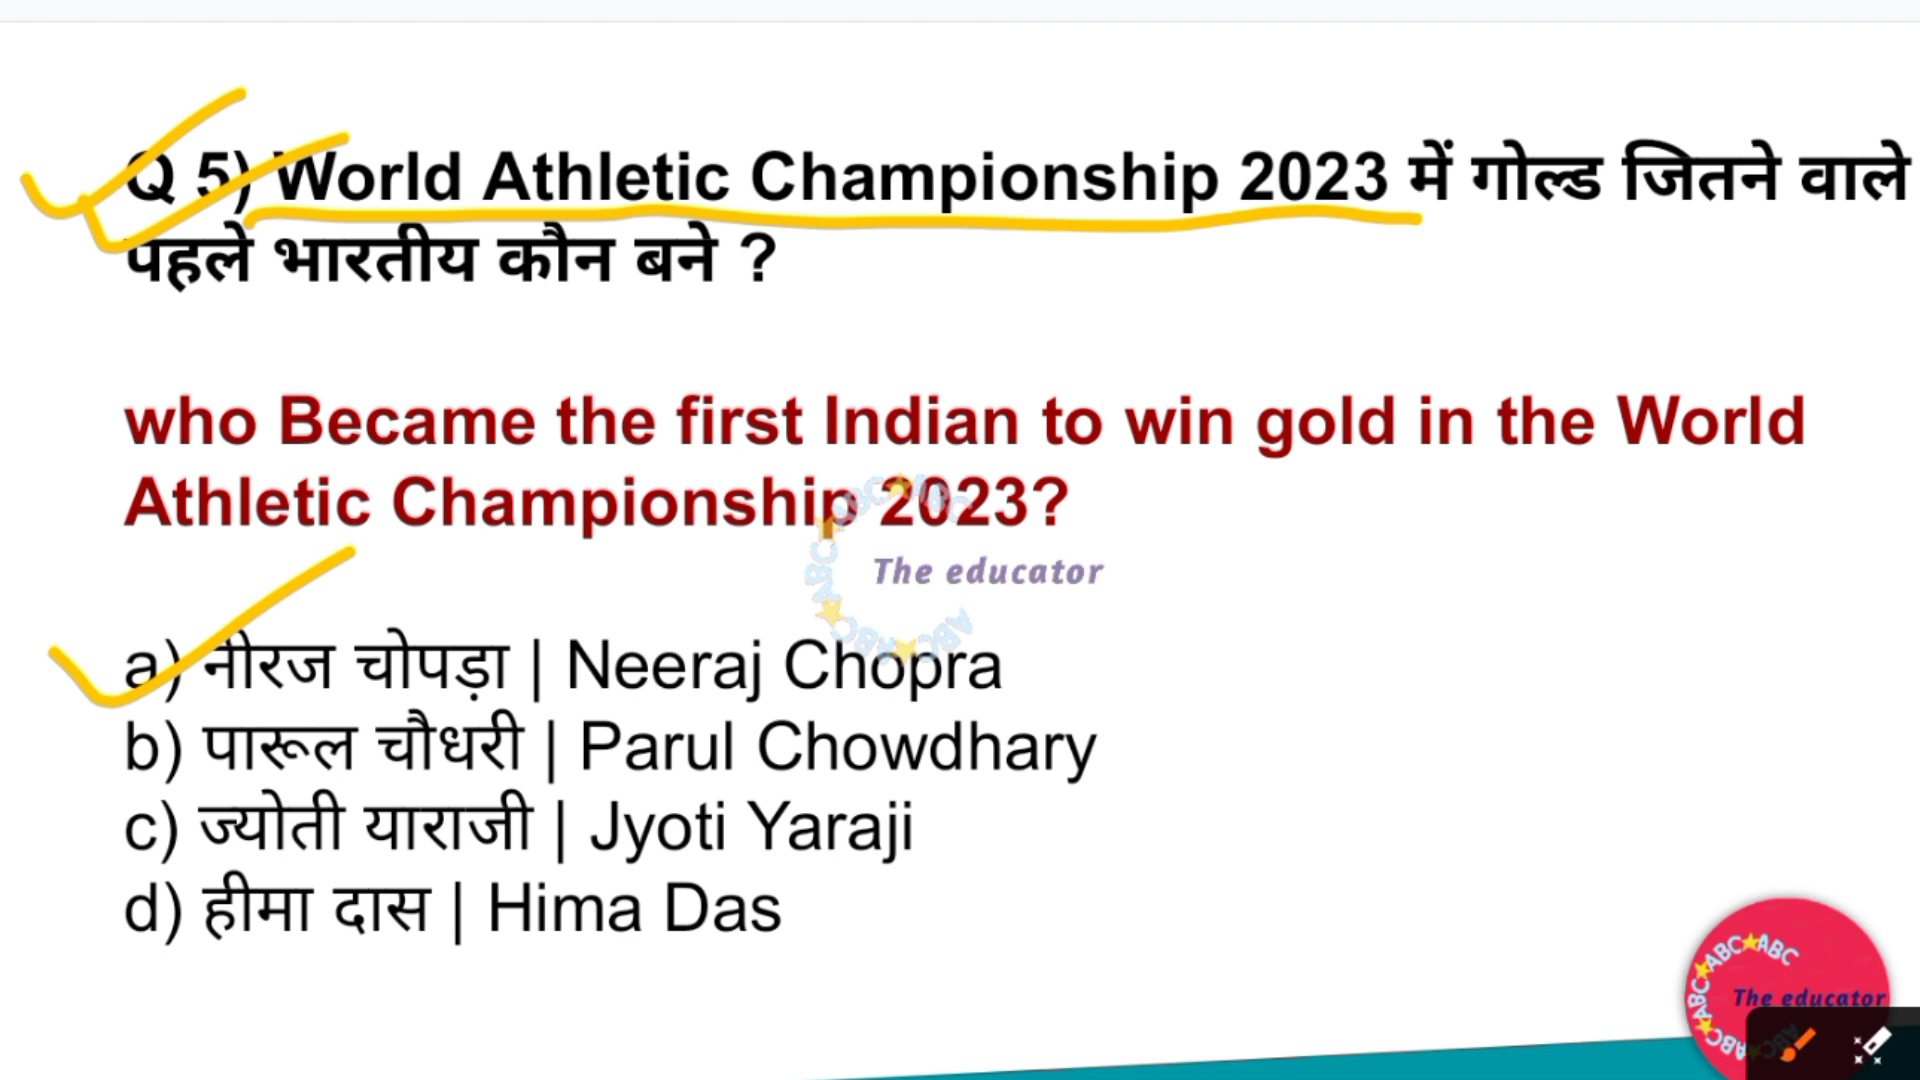 Q 5) World Athletic Championship 2023 में गोल्ड जितने वाले
पहले भारतीय कौन बने ?
who Became the first Indian to win gold in the World
Athletic Championship 2023?
The educator
a) नीरज चोपड़ा | Neeraj Chopra
b) पारूल चौधरी | Parul Chowdhary
c) ज्योती याराजी | Jyoti Yaraji
d) हीमा दास | Hima Das
ABC ABC ABC ABC
The educator